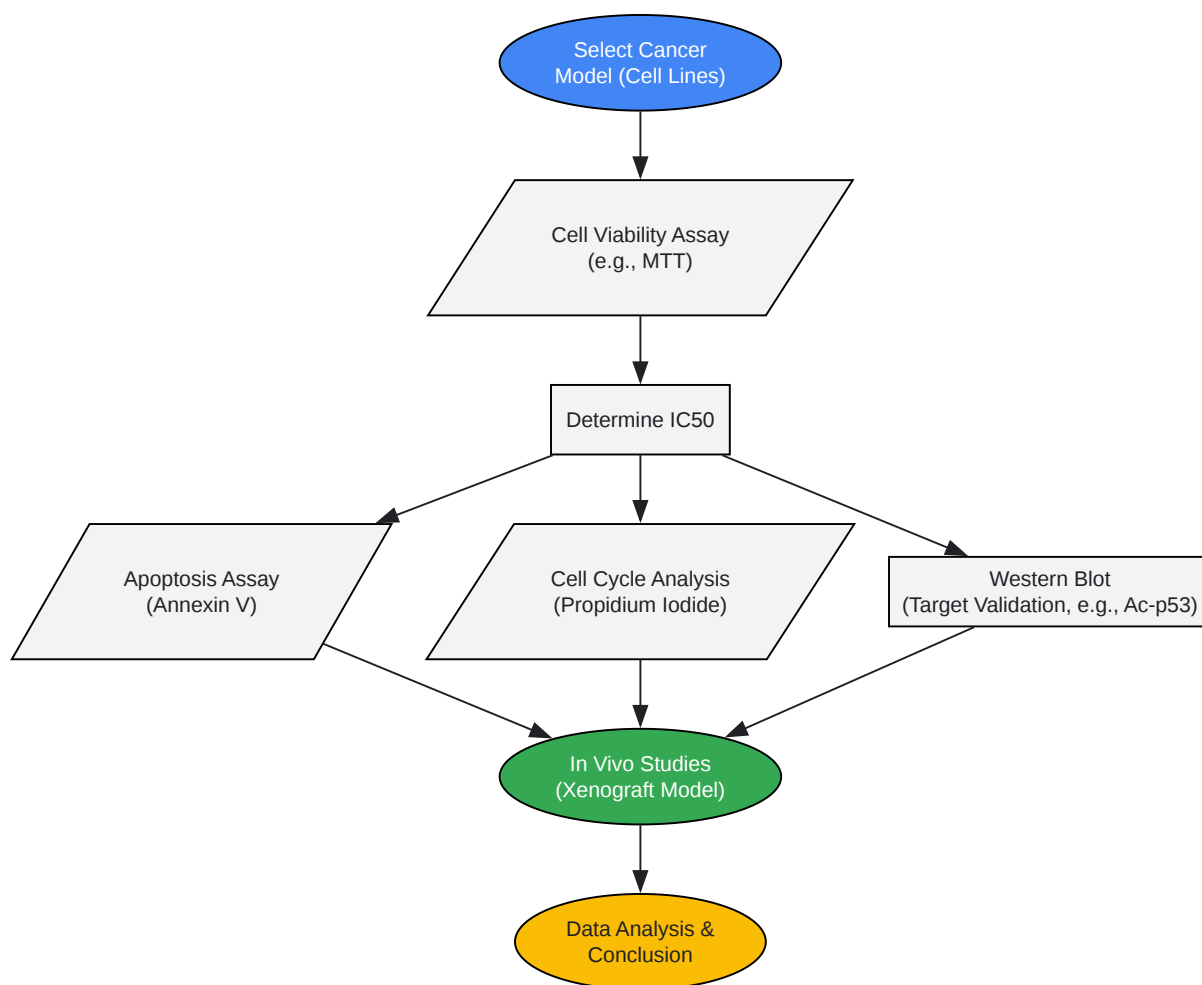 Select Cancer
Model (Cell Lines)
Cell Viability Assay
(e.g., MTT)
Determine IC50
Apoptosis Assay
(Annexin V)
Cell Cycle Analysis
(Propidium Iodide)
Western Blot
(Target Validation, e.g., Ac-p53)
In Vivo Studies
(Xenograft Model)
Data Analysis &
Conclusion